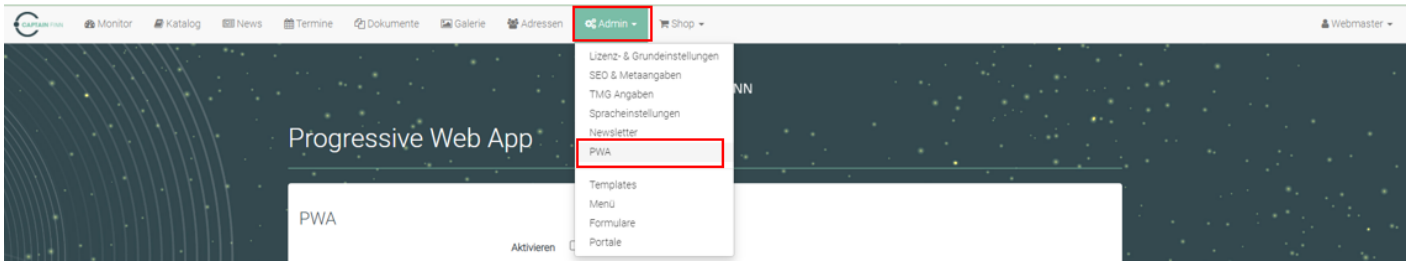 CAPTAIN FINN Monitor Katalog News Termine Dokumente Galerie Adressen Admin Shop Webmaster
Lizenz- & Grundeinstellungen
SEO & Metaangaben
NN
TMG Angaben
Spracheinstellungen
Newsletter
Progressive Web App
PWA
Templates
Menü
PWA
Formulare
Portale
Aktivieren